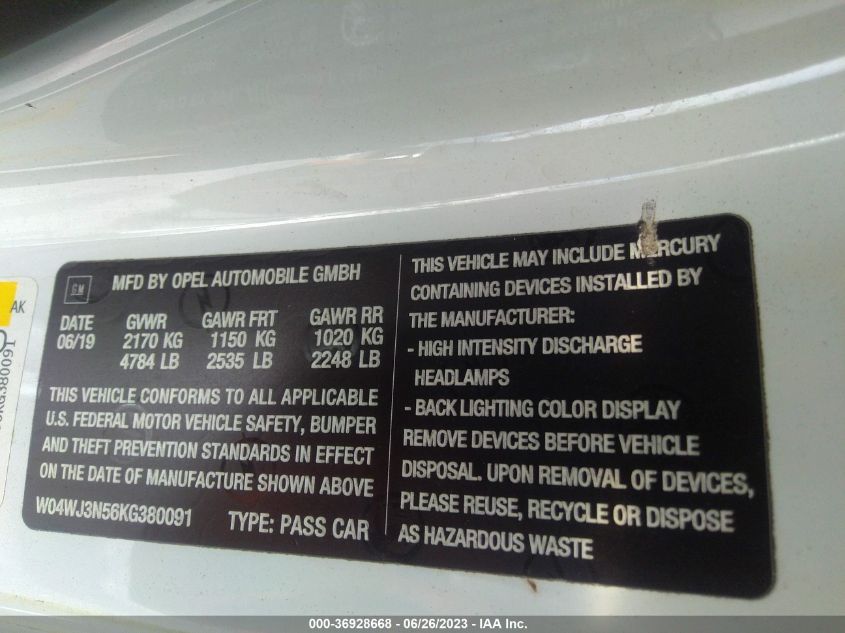 GM
MFD BY OPEL AUTOMOBILE GMBH
DATE GVWR GAWR FRT GAWR RR
06/19 2170 KG 1150 KG 1020 KG
4784 LB 2535 LB 2248 LB
THIS VEHICLE CONFORMS TO ALL APPLICABLE
U.S. FEDERAL MOTOR VEHICLE SAFETY, BUMPER
AND THEFT PREVENTION STANDARDS IN EFFECT
ON THE DATE OF MANUFACTURE SHOWN ABOVE
W04WJ3N56KG380091 TYPE: PASS CAR
THIS VEHICLE MAY INCLUDE MERCURY
CONTAINING DEVICES INSTALLED BY
THE MANUFACTURER:
- HIGH INTENSITY DISCHARGE
HEADLAMPS
- BACK LIGHTING COLOR DISPLAY
REMOVE DEVICES BEFORE VEHICLE
DISPOSAL. UPON REMOVAL OF DEVICES,
PLEASE REUSE, RECYCLE OR DISPOSE
AS HAZARDOUS WASTE
AK
6KG380091
000-36928668 - 06/26/2023 - IAA Inc.